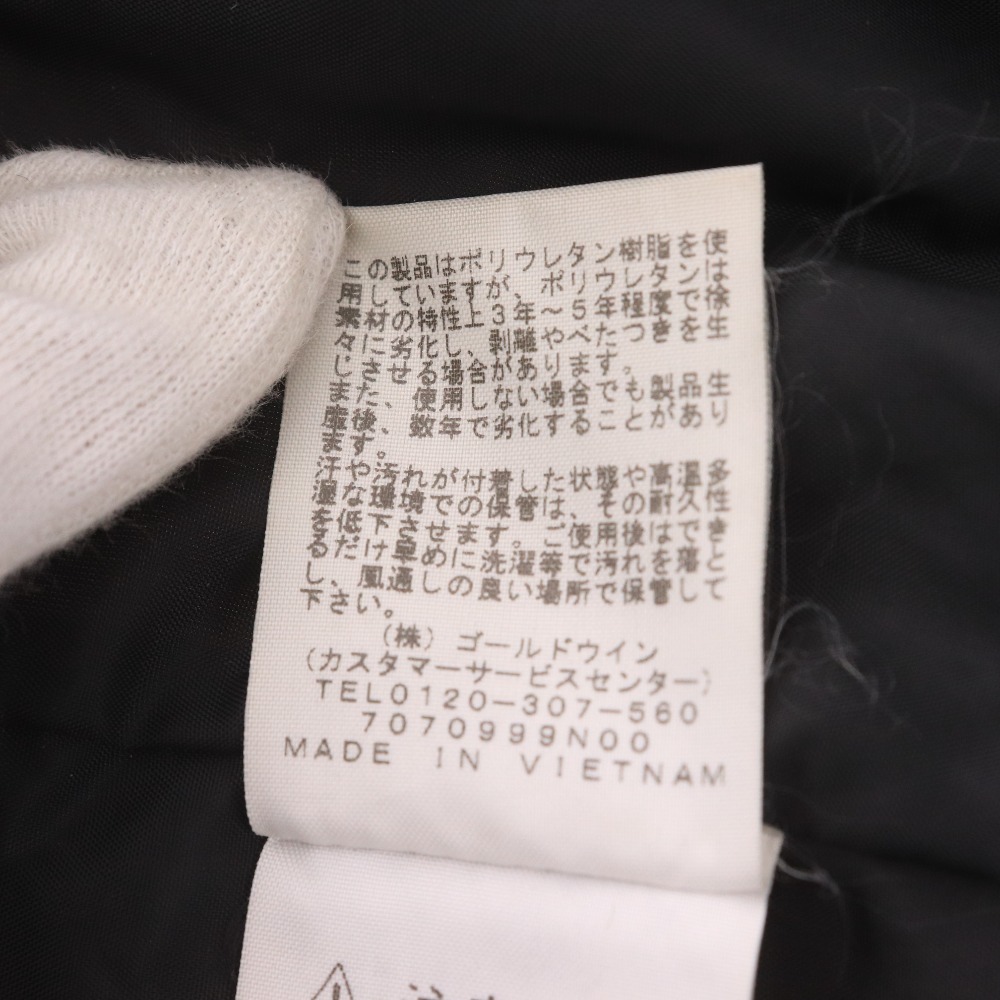 この製品はポリウレタン樹脂を使
用していますが、ポリウレタンは
素材の特性上3年〜5年程度で徐
々に劣化し、剥離やべたつきを生
じさせる場合があります。
また、使用しない場合でも製品生
産後、数年で劣化することがあり
ます。
汗や汚れが付着した状態や高温多
湿な環境での保管は、その耐久性
を低下させます。ご使用後はでき
るだけ早めに洗濯等で汚れを落と
し、風通しの良い場所で保管して
下さい。
(株)ゴールドウイン
(カスタマーサービスセンター)
TEL0120-307-560
7070999N00
MADE IN VIETNAM